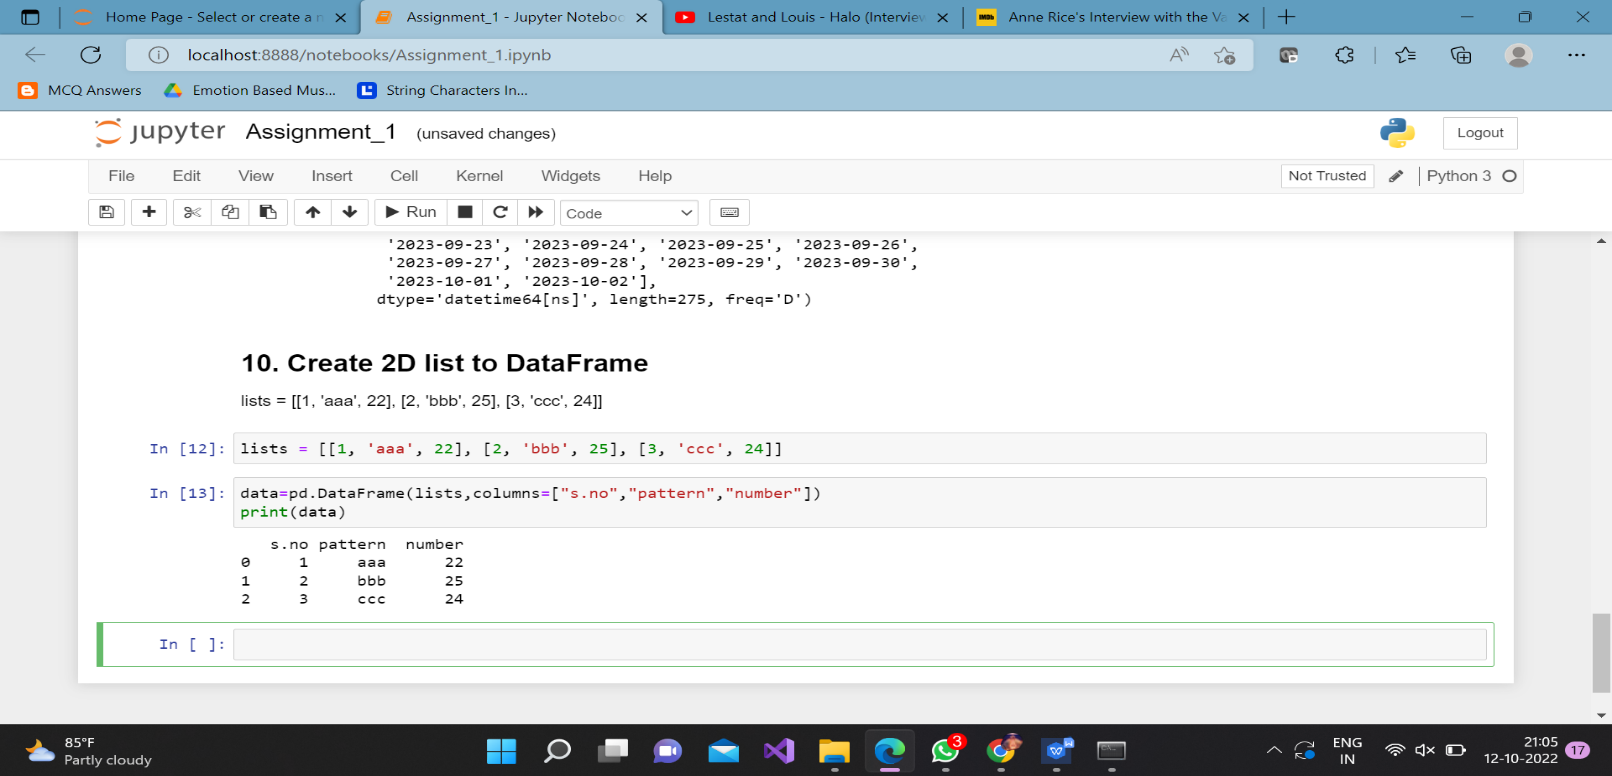 Home Page - Select or create a n
Assignment_1 - Jupyter Noteboo
Lestat and Louis - Halo (Interview
IMDb
Anne Rice's Interview with the Va
localhost:8888/notebooks/Assignment_1.ipynb
MCQ Answers
Emotion Based Mus...
String Characters In...
jupyter Assignment_1 (unsaved changes)
Logout
File Edit View Insert Cell Kernel Widgets Help
Not Trusted
Python 3
Run
Code
'2023-09-23', '2023-09-24', '2023-09-25', '2023-09-26',
'2023-09-27', '2023-09-28', '2023-09-29', '2023-09-30',
'2023-10-01', '2023-10-02'],
dtype='datetime64[ns]', length=275, freq='D')
10. Create 2D list to DataFrame
lists = [[1, 'aaa', 22], [2, 'bbb', 25], [3, 'ccc', 24]]
In [12]: lists = [[1, 'aaa', 22], [2, 'bbb', 25], [3, 'ccc', 24]]
In [13]: data=pd.DataFrame(lists,columns=["s.no","pattern","number"])
print(data)
s.no pattern number
0 1 aaa 22
1 2 bbb 25
2 3 ccc 24
In [ ]:
85°F
Partly cloudy
3
ENG
IN
21:05
12-10-2022
17